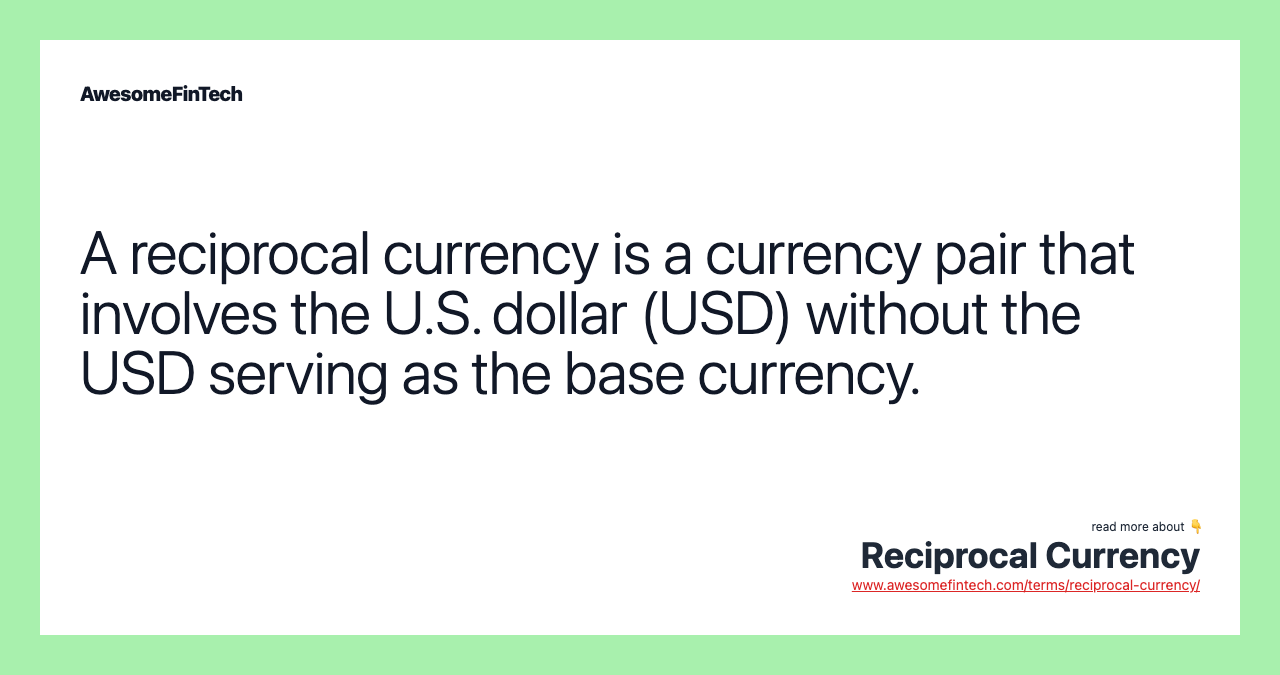 AwesomeFinTech
A reciprocal currency is a currency pair that
involves the U.S. dollar (USD) without the
USD serving as the base currency.
read more about 👇
Reciprocal Currency
www.awesomefintech.com/terms/reciprocal-currency/